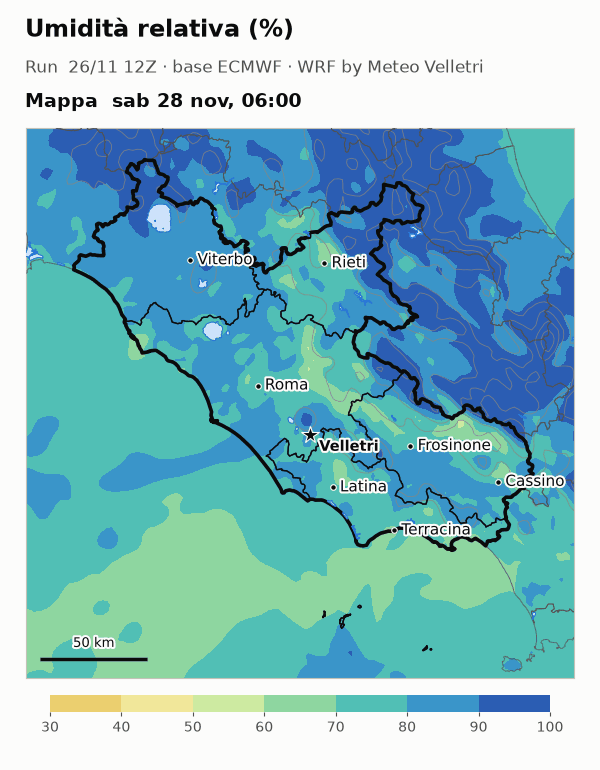 Umidità relativa (%)
Run  26/11 12Z · base ECMWF · WRF by Meteo Velletri
Mappa  sab 28 nov, 06:00
Viterbo
Rieti
Roma
Velletri
Frosinone
Cassino
Latina
Terracina
50 km
30 40 50 60 70 80 90 100